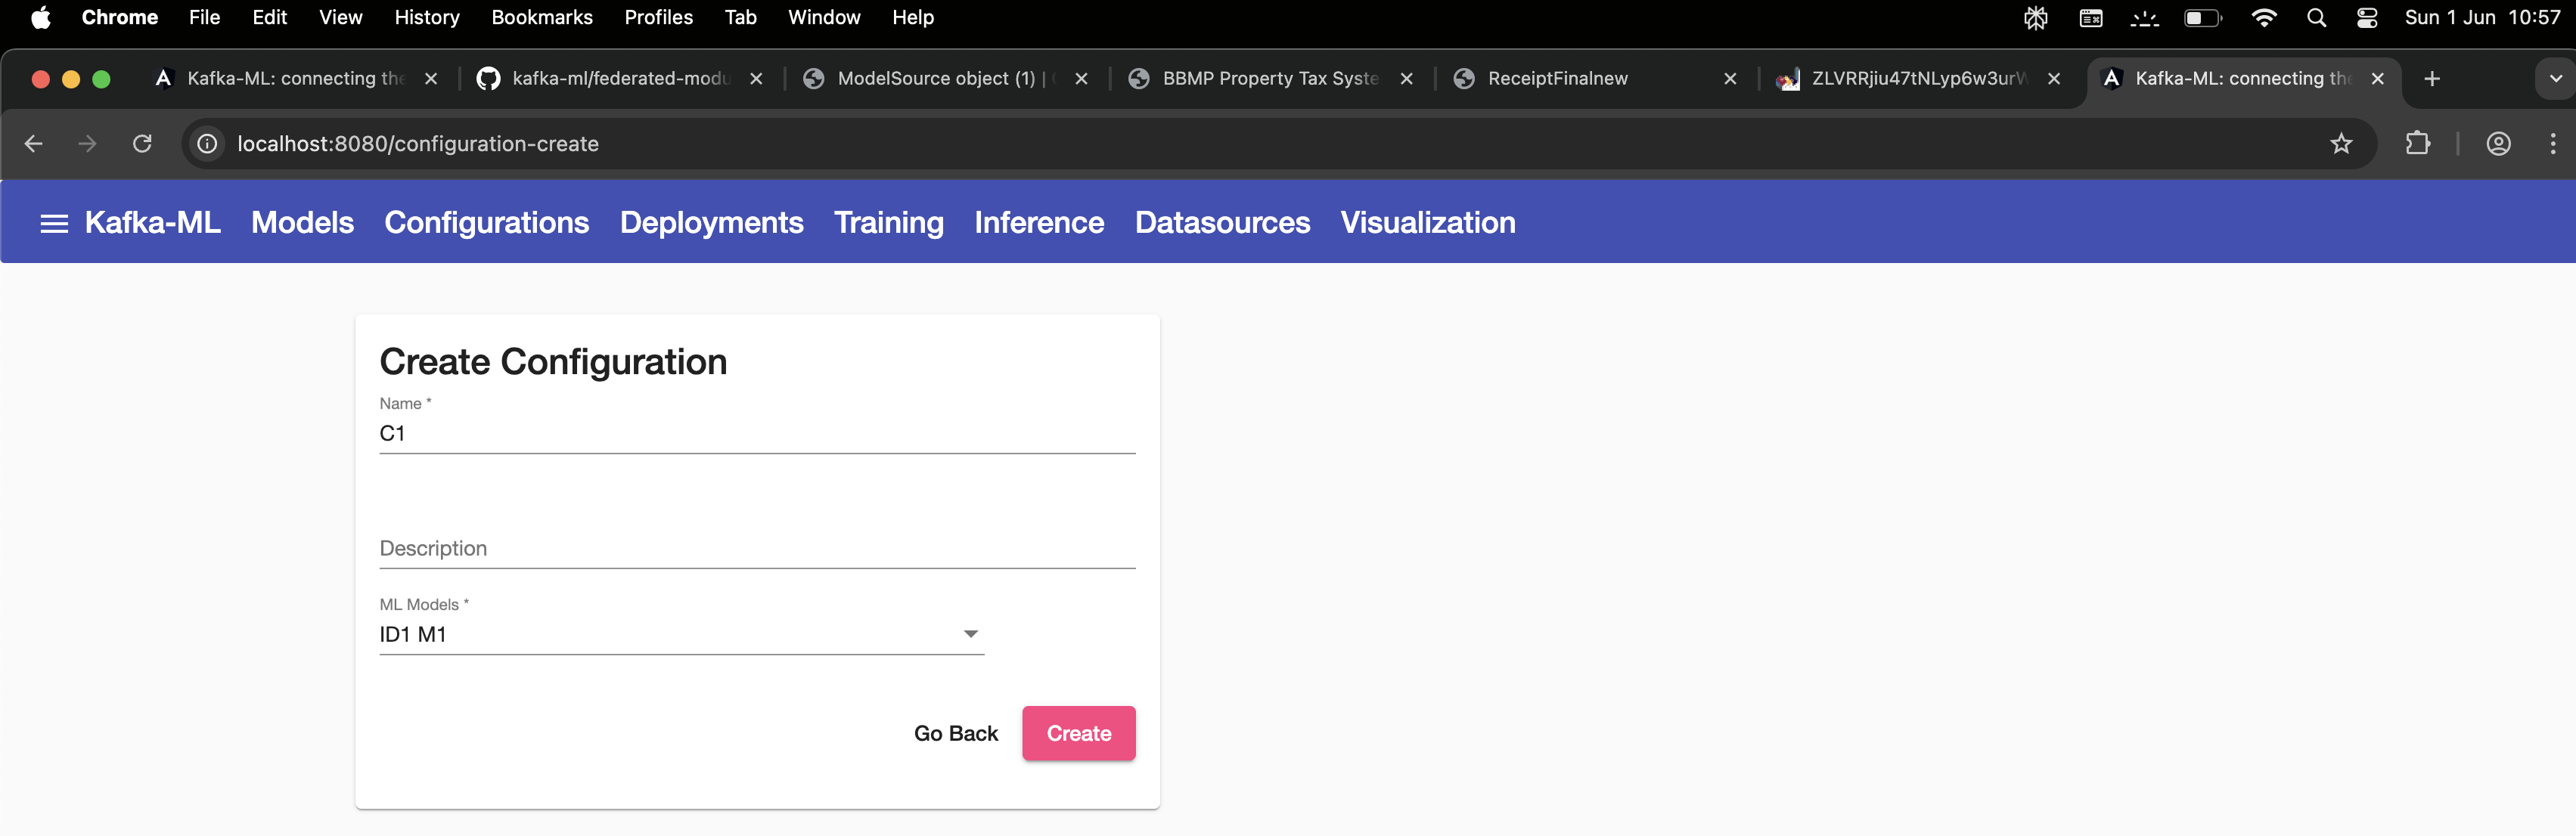 Chrome File Edit View History Bookmarks Profiles Tab Window Help Sun 1 Jun 10:57
Kafka-ML: connecting the kafka-ml/federated-modu ModelSource object (1) | BBMP Property Tax Syste ReceiptFinalnew ZLVRRjiu47tNLyp6w3ur Kafka-ML: connecting the
localhost:8080/configuration-create
Kafka-ML Models Configurations Deployments Training Inference Datasources Visualization
Create Configuration
Name *
C1
Description
ML Models *
ID1 M1
Go Back Create